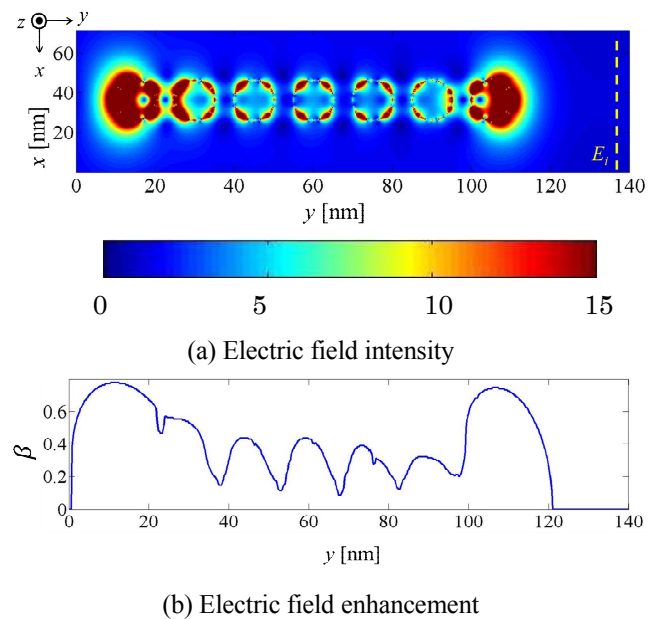 z y
x
x [nm]
80
60
40
20
0 20 40 60 80 100 120 140
E_i
y [nm]
0 5 10 15
(a) Electric field intensity
β
0.6
0.4
0.2
0
0 20 40 60 80 100 120 140
y [nm]
(b) Electric field enhancement